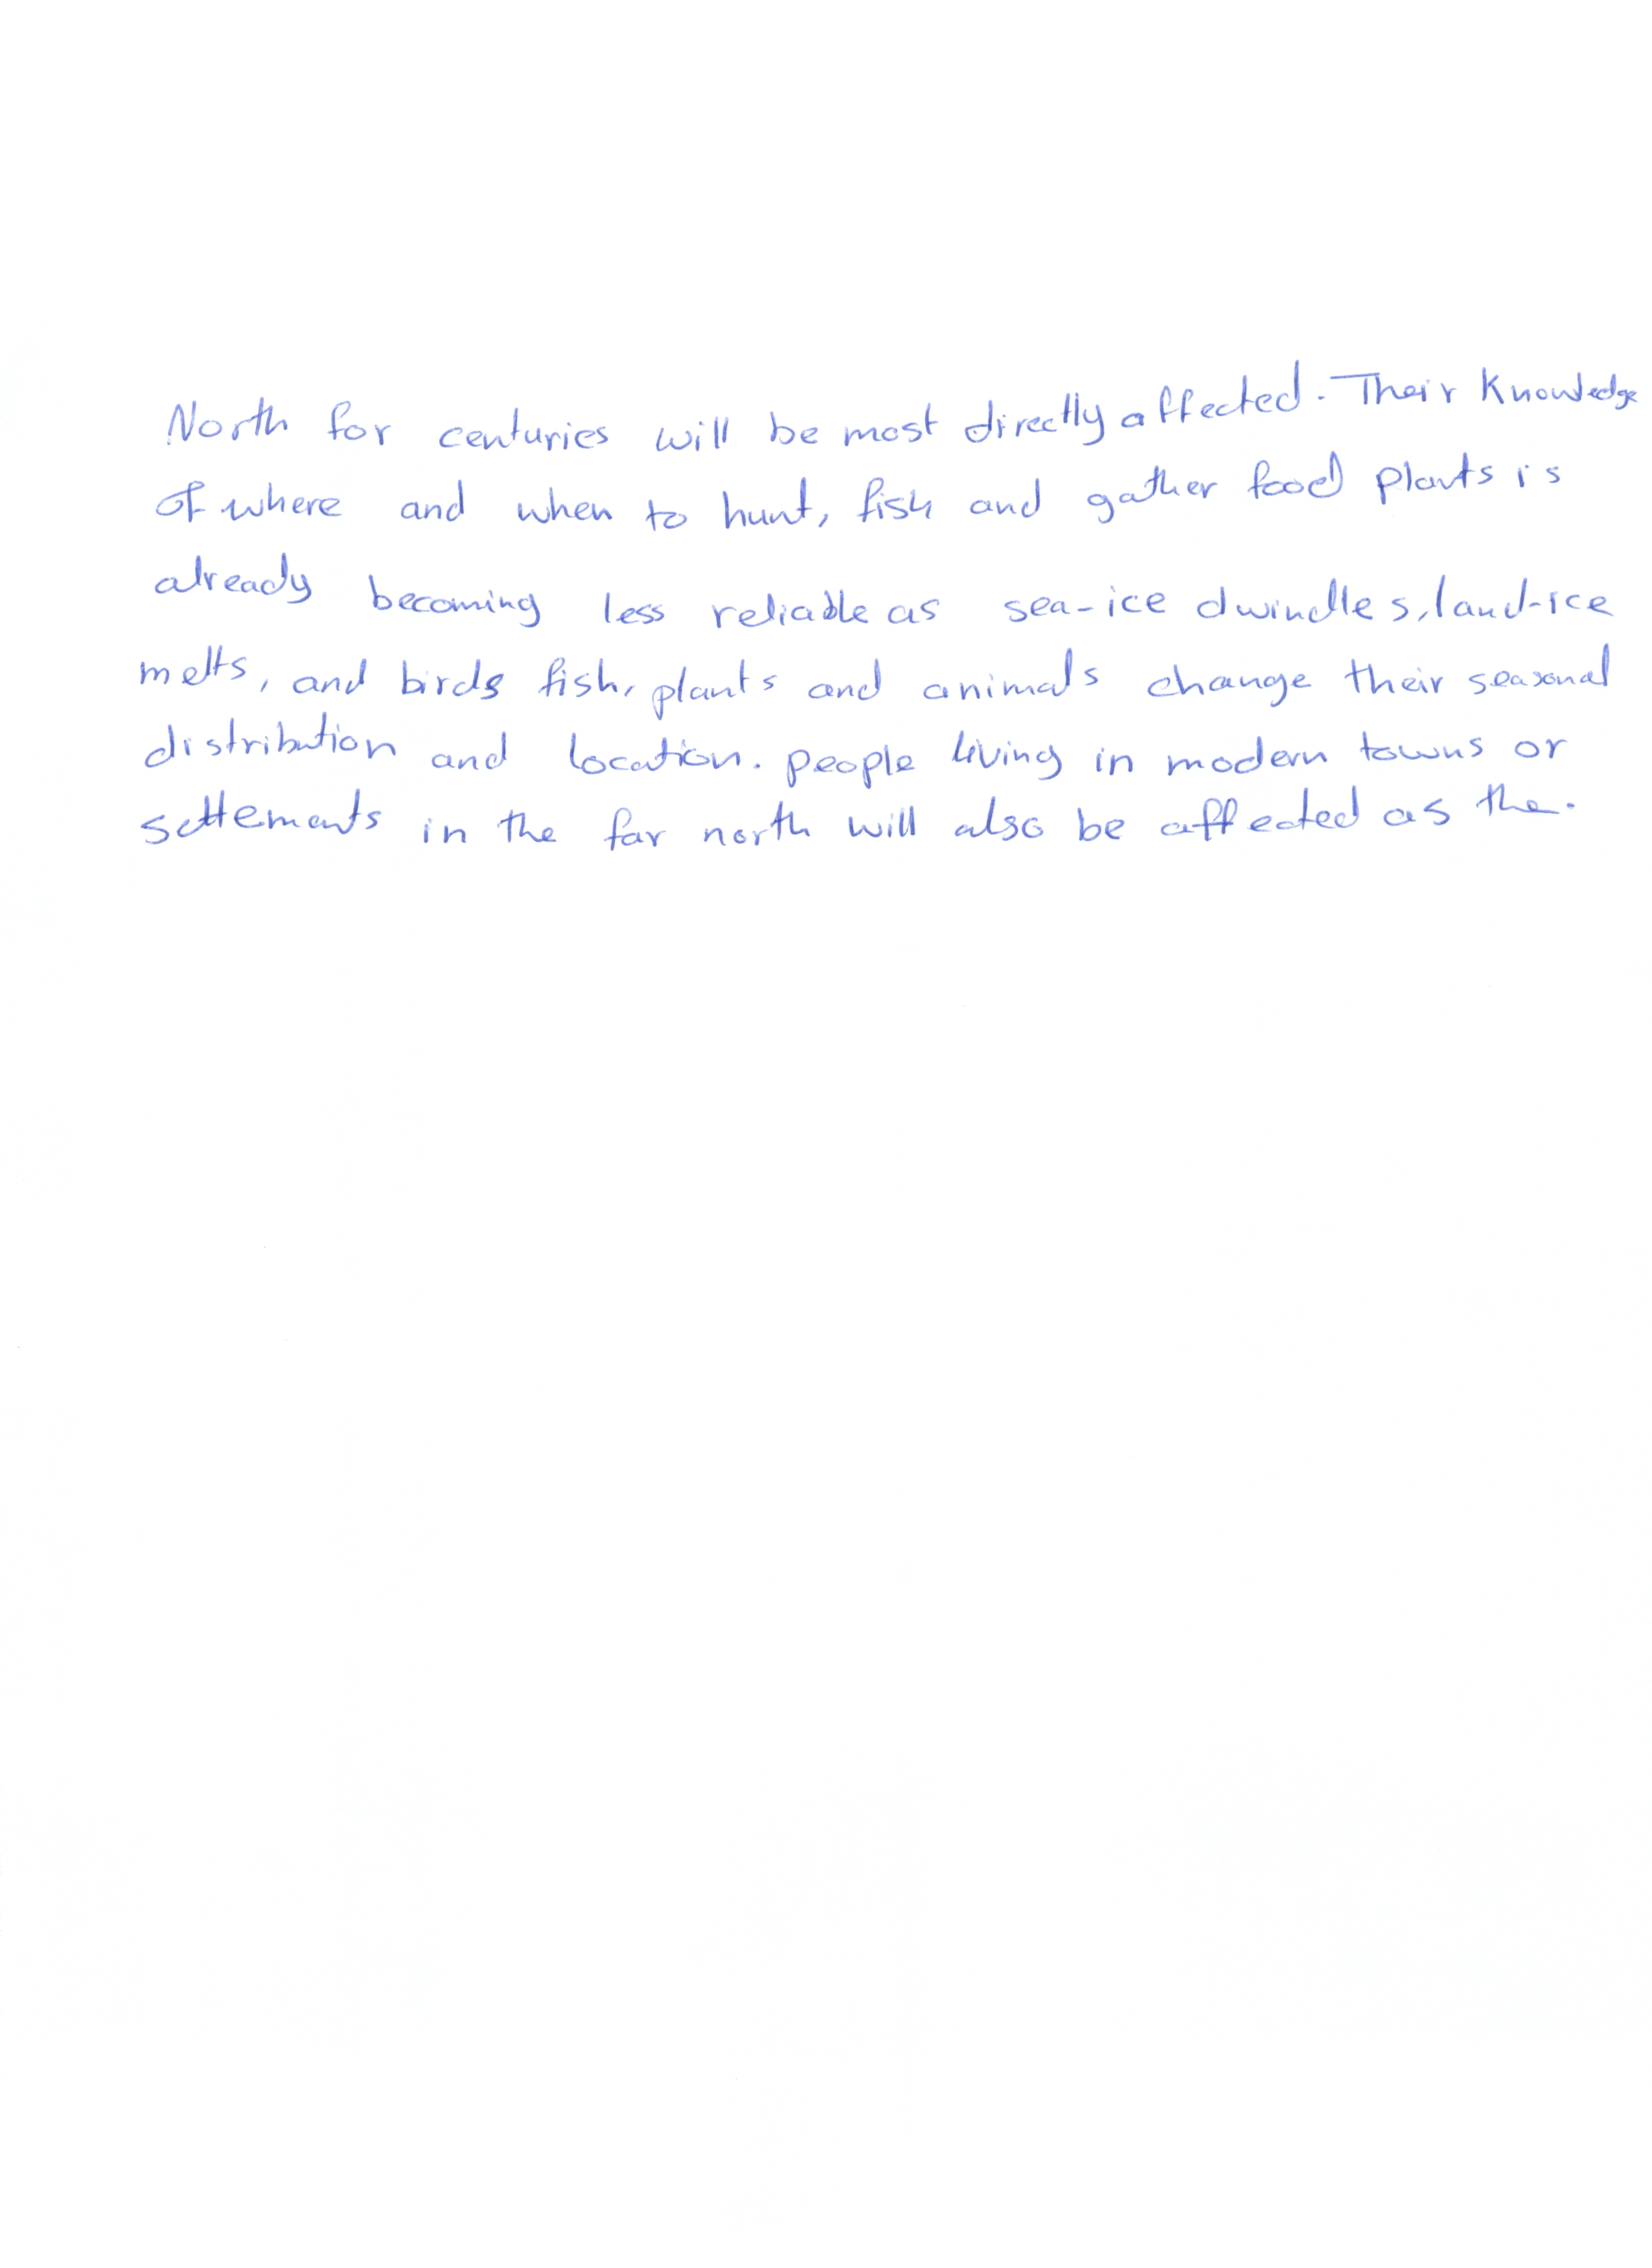 North for centuries will be most directly affected. Their Knowledge
of where and when to hunt, fish and gather food plants is
already becoming less reliable as sea-ice dwindles, land-ice
melts, and birds fish, plants and animals change their seasonal
distribution and location. people living in modern towns or
settements in the far north will also be affected as the.